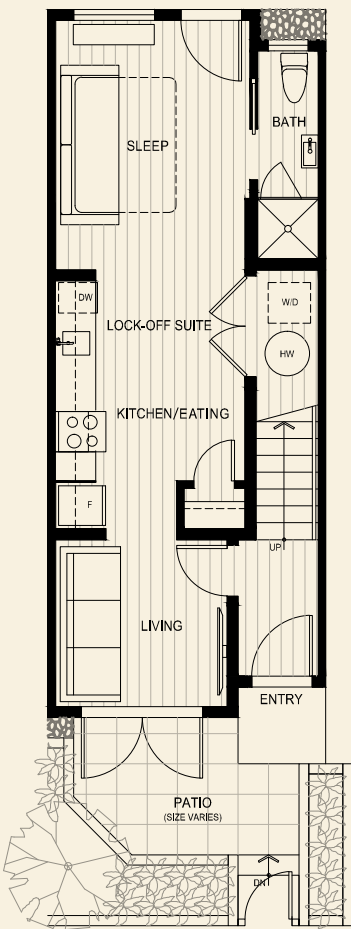 BATH
SLEEP
DW
W/D
LOCK-OFF SUITE
HW
KITCHEN/EATING
F
UP
LIVING
ENTRY
PATIO
(SIZE VARIES)
DN